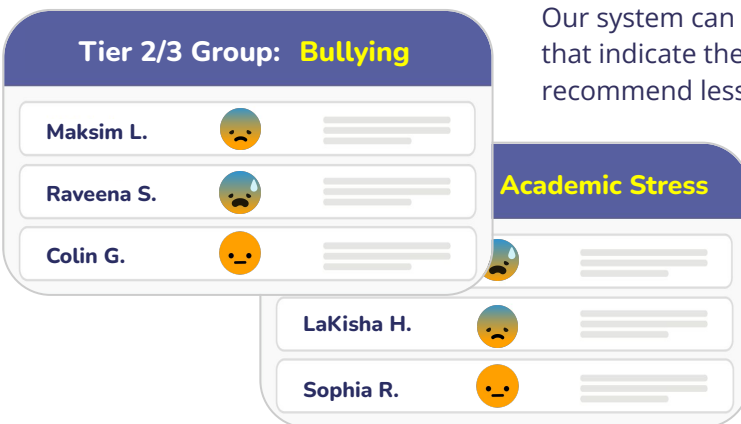 Our system can
that indicate the
recommend less
Tier 2/3 Group: Bullying
Maksim L.
Raveena S.
Colin G.
Academic Stress
LaKisha H.
Sophia R.